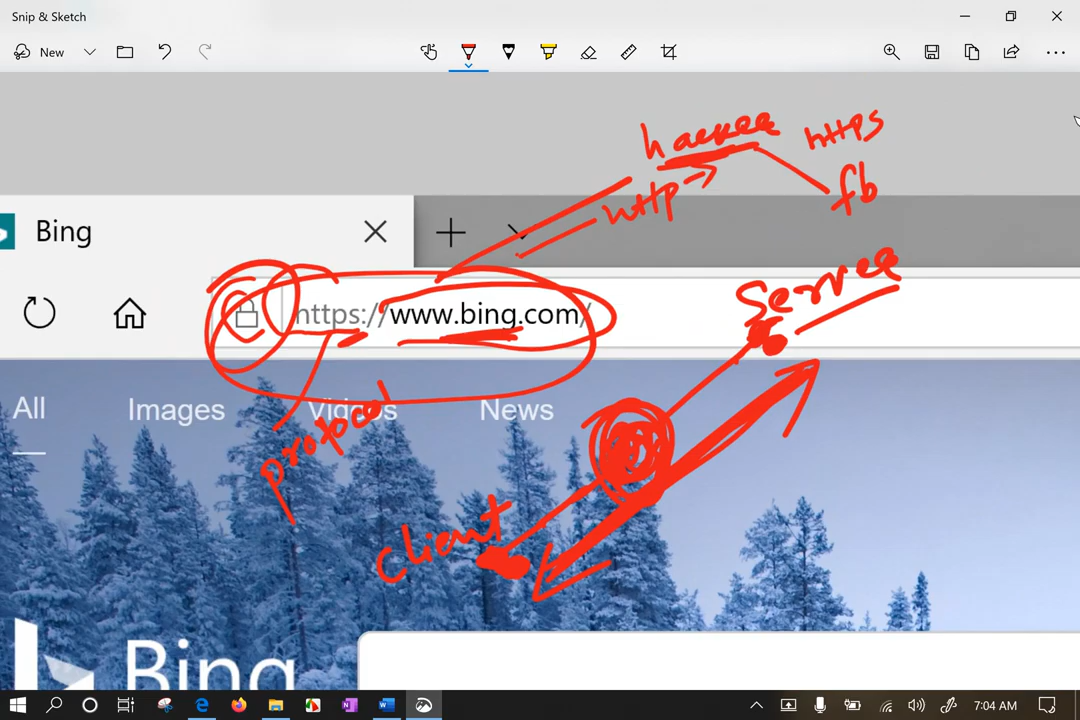 Snip & Sketch
New
hacker
https
http
fb
Bing
server
https://www.bing.com/
All
Images
Videos
News
protocol
client
Bing
7:04 AM